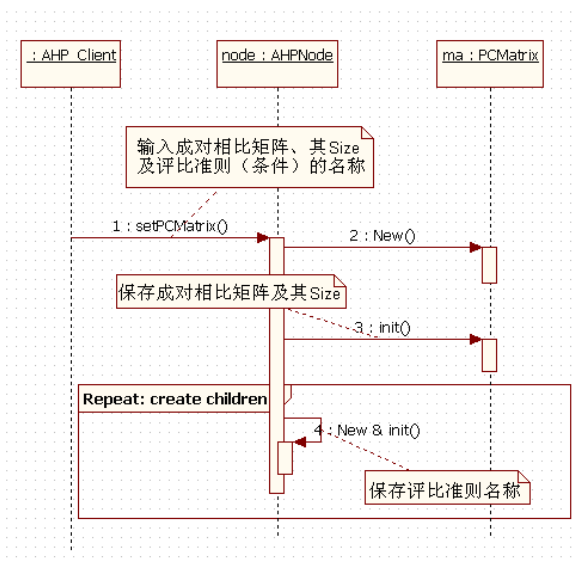 : AHP Client
node : AHPNode
ma : PCMatrix
输入成对相比矩阵、其Size
及评比准则（条件）的名称
1 : setPCMatrix()
2 : New()
保存成对相比矩阵及其Size
3 : init()
Repeat: create children
4 : New & init()
保存评比准则名称